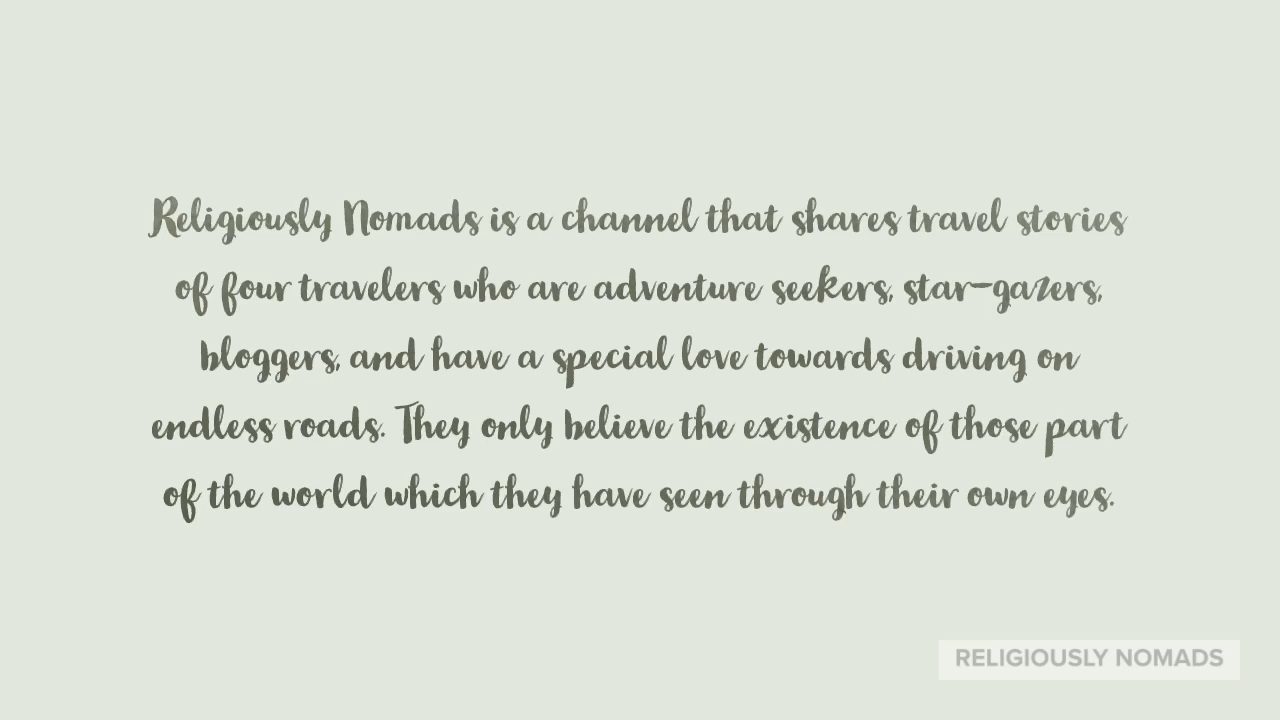 Religiously Nomads is a channel that shares travel stories
of four travelers who are adventure seekers, star-gazers,
bloggers, and have a special love towards driving on
endless roads. They only believe the existence of those part
of the world which they have seen through their own eyes.
RELIGIOUSLY NOMADS